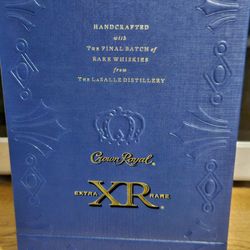 HANDCRAFTED
with
THE FINAL BATCH of
RARE WHISKIES
from
THE LASALLE DISTILLERY
Crown Royal®
EXTRA XR RARE®